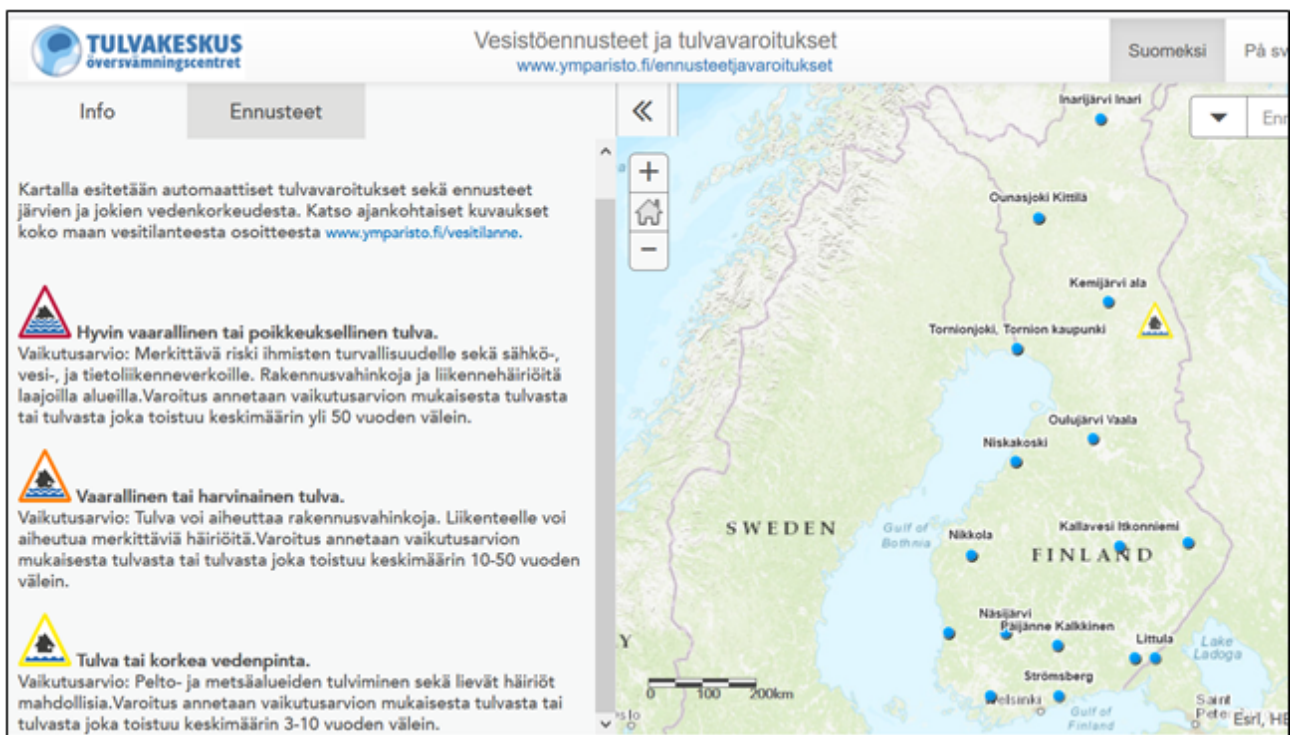 TULVAKESKUS
översvämningscentret
Vesistöennusteet ja tulvavaroitukset
www.ymparisto.fi/ennusteetjavaroitukset
Suomeksi
På sv
Info
Ennusteet
Kartalla esitetään automaattiset tulvavaroitukset sekä ennusteet
järvien ja jokien vedenkorkeudesta. Katso ajankohtaiset kuvaukset
koko maan vesitilanteesta osoitteesta www.ymparisto.fi/vesitilanne.
Hyvin vaarallinen tai poikkeuksellinen tulva.
Vaikutusarvio: Merkittävä riski ihmisten turvallisuudelle sekä sähkö-,
vesi-, ja tietoliikenneverkoille. Rakennusvahinkoja ja liikennehäiriöitä
laajoilla alueilla.Varoitus annetaan vaikutusarvion mukaisesta tulvasta
tai tulvasta joka toistuu keskimäärin yli 50 vuoden välein.
Vaarallinen tai harvinainen tulva.
Vaikutusarvio: Tulva voi aiheuttaa rakennusvahinkoja. Liikenteelle voi
aiheutua merkittäviä häiriöitä.Varoitus annetaan vaikutusarvion
mukaisesta tulvasta tai tulvasta joka toistuu keskimäärin 10-50 vuoden
välein.
Tulva tai korkea vedenpinta.
Vaikutusarvio: Pelto- ja metsäalueiden tulviminen sekä lievät häiriöt
mahdollisia.Varoitus annetaan vaikutusarvion mukaisesta tulvasta tai
tulvasta joka toistuu keskimäärin 3-10 vuoden välein.
«
+
−
Enn
Inarijärvi Inari
Ounasjoki Kittilä
Kemijärvi ala
Tornionjoki, Tornion kaupunki
Oulujärvi Vaala
Niskakoski
SWEDEN
Gulf of
Bothnia
Nikkola
Kallavesi Itkonniemi
FINLAND
Näsijärvi
Päijänne Kalkkinen
Littula
Lake
Ladoga
Y
Strömsberg
0 100 200km
Helsinki
Gulf of
Finland
Saint
Peter
slo
Esri, HE